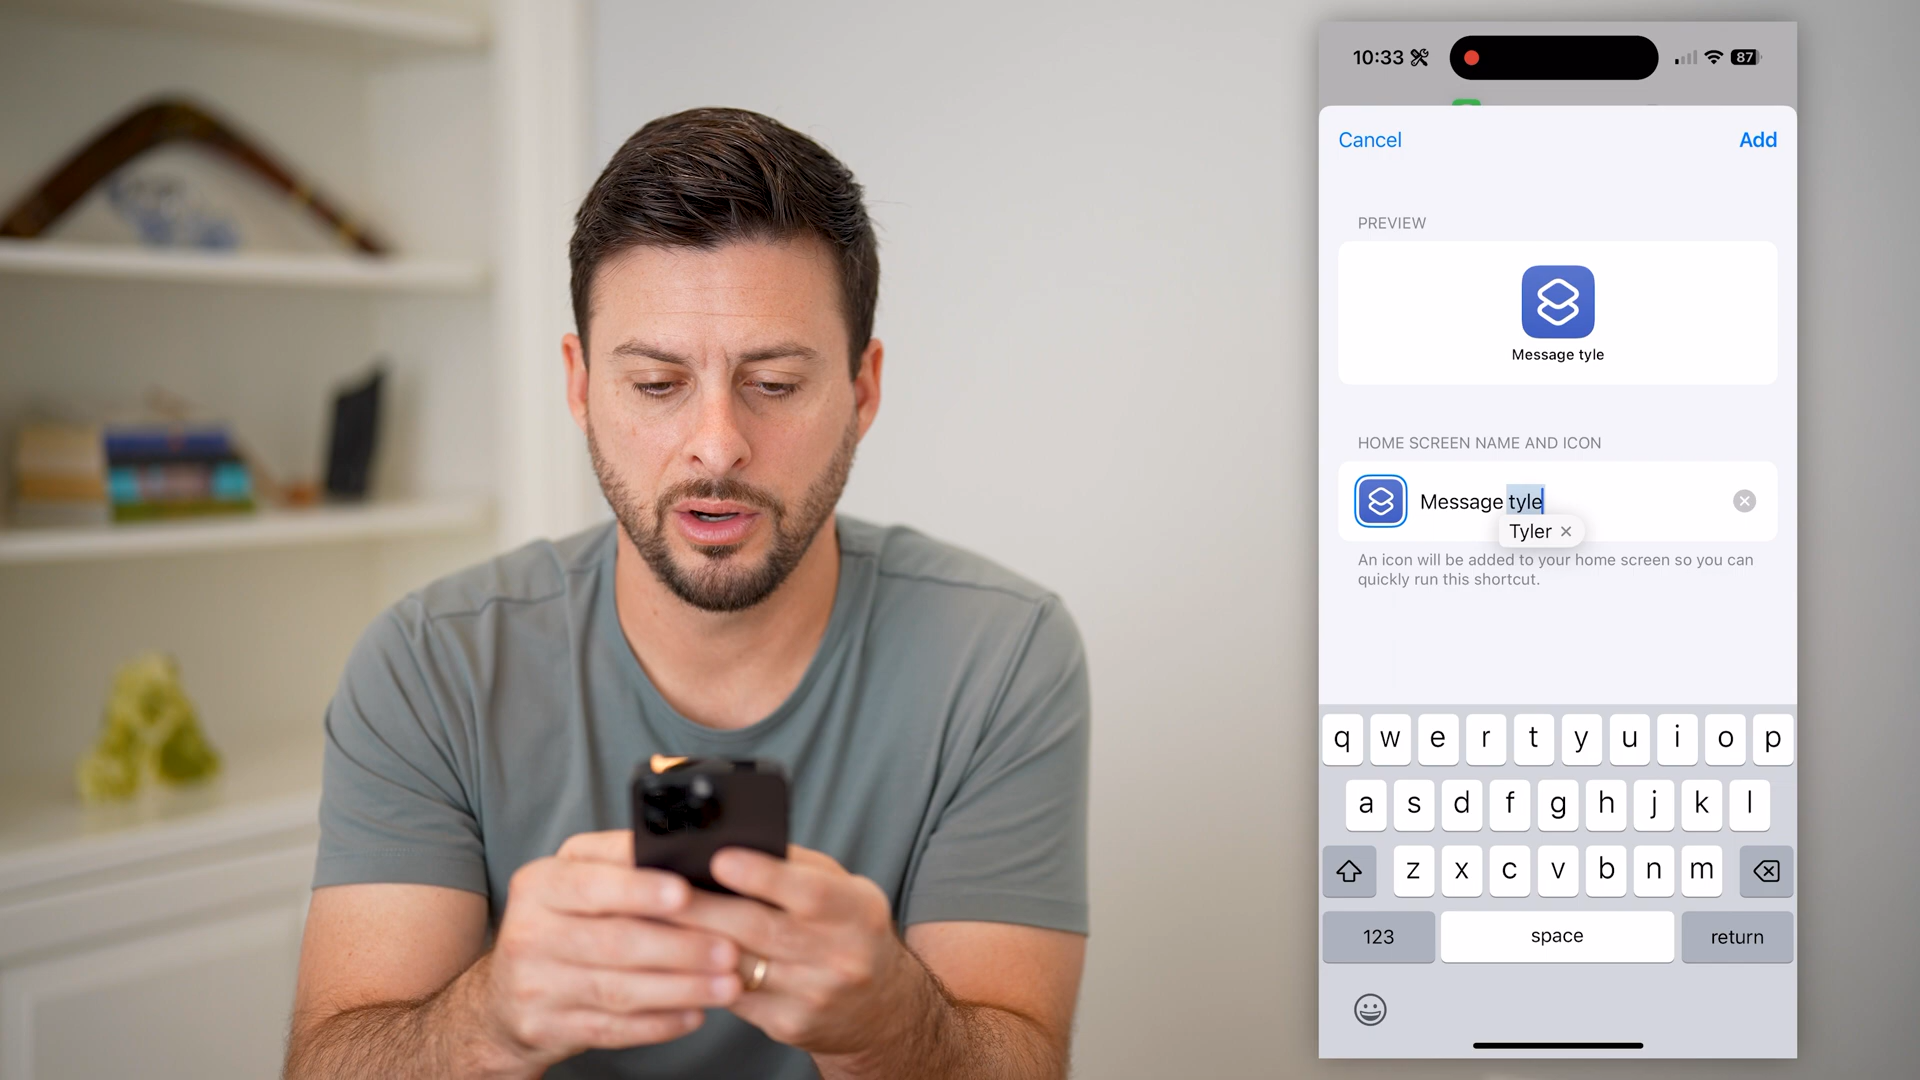 10:33
87
Cancel
Add
PREVIEW
Message tyle
HOME SCREEN NAME AND ICON
Message tyle
Tyler
An icon will be added to your home screen so you can
quickly run this shortcut.
q w e r t y u i o p
a s d f g h j k l
z x c v b n m
123 space return